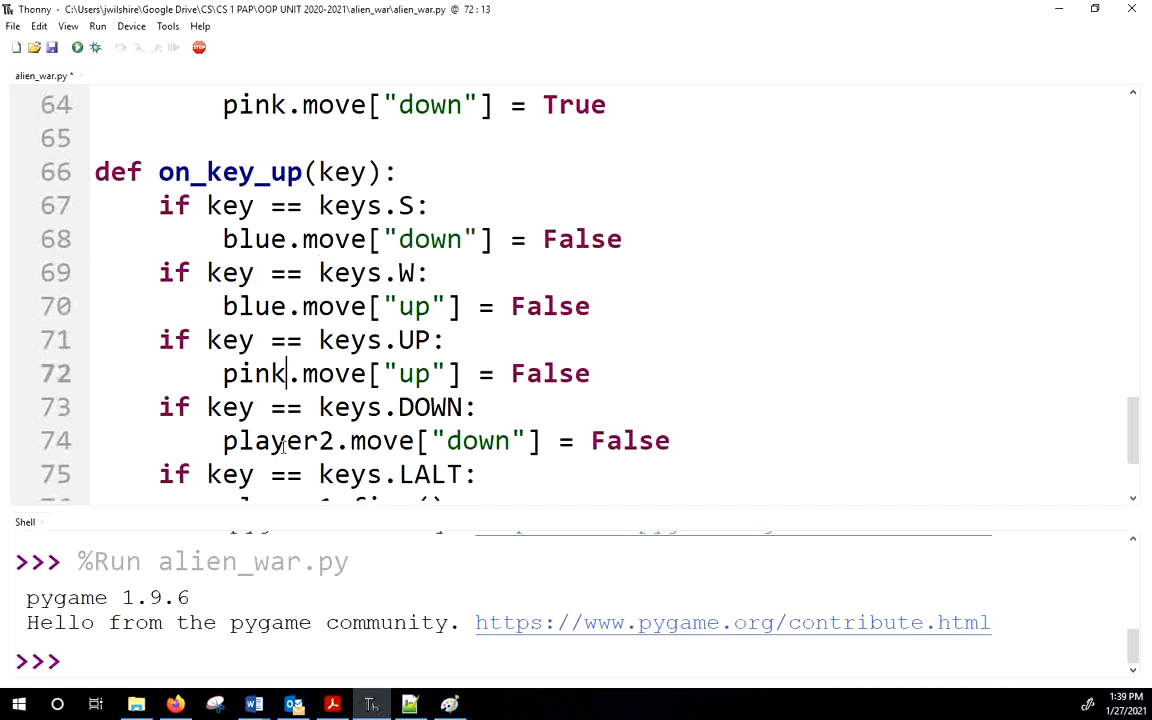 Thonny - C:\Users\jwilshire\Google Drive\CS\CS 1 PAP\OOP UNIT 2020-2021\alien_war\alien_war.py @ 72 : 13
File Edit View Run Device Tools Help
STOP
alien_war.py *
64 pink.move["down"] = True
65
66 def on_key_up(key):
67 if key == keys.S:
68 blue.move["down"] = False
69 if key == keys.W:
70 blue.move["up"] = False
71 if key == keys.UP:
72 pink.move["up"] = False
73 if key == keys.DOWN:
74 player2.move["down"] = False
75 if key == keys.LALT:
Shell
>>> %Run alien_war.py
pygame 1.9.6
Hello from the pygame community. https://www.pygame.org/contribute.html
>>>
1:39 PM
1/27/2021